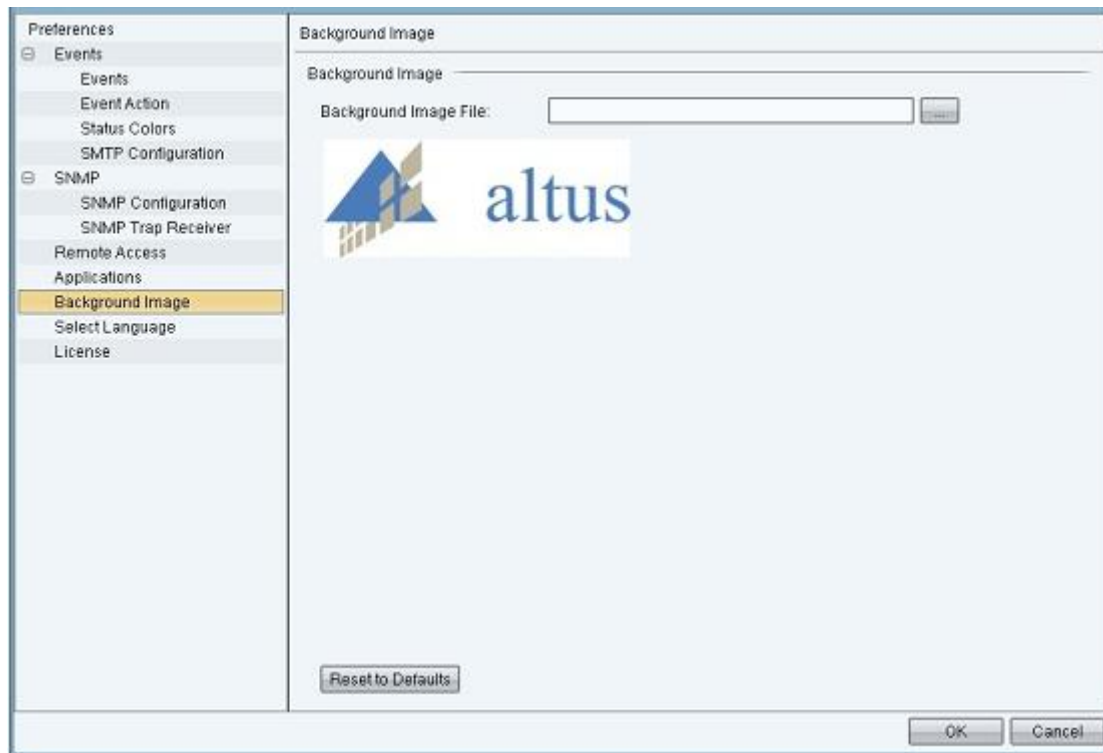 Preferences
Events
Events
Event Action
Status Colors
SMTP Configuration
SNMP
SNMP Configuration
SNMP Trap Receiver
Remote Access
Applications
Background Image
Select Language
License
Background Image
Background Image
Background Image File:
...
altus
Reset to Defaults
OK
Cancel